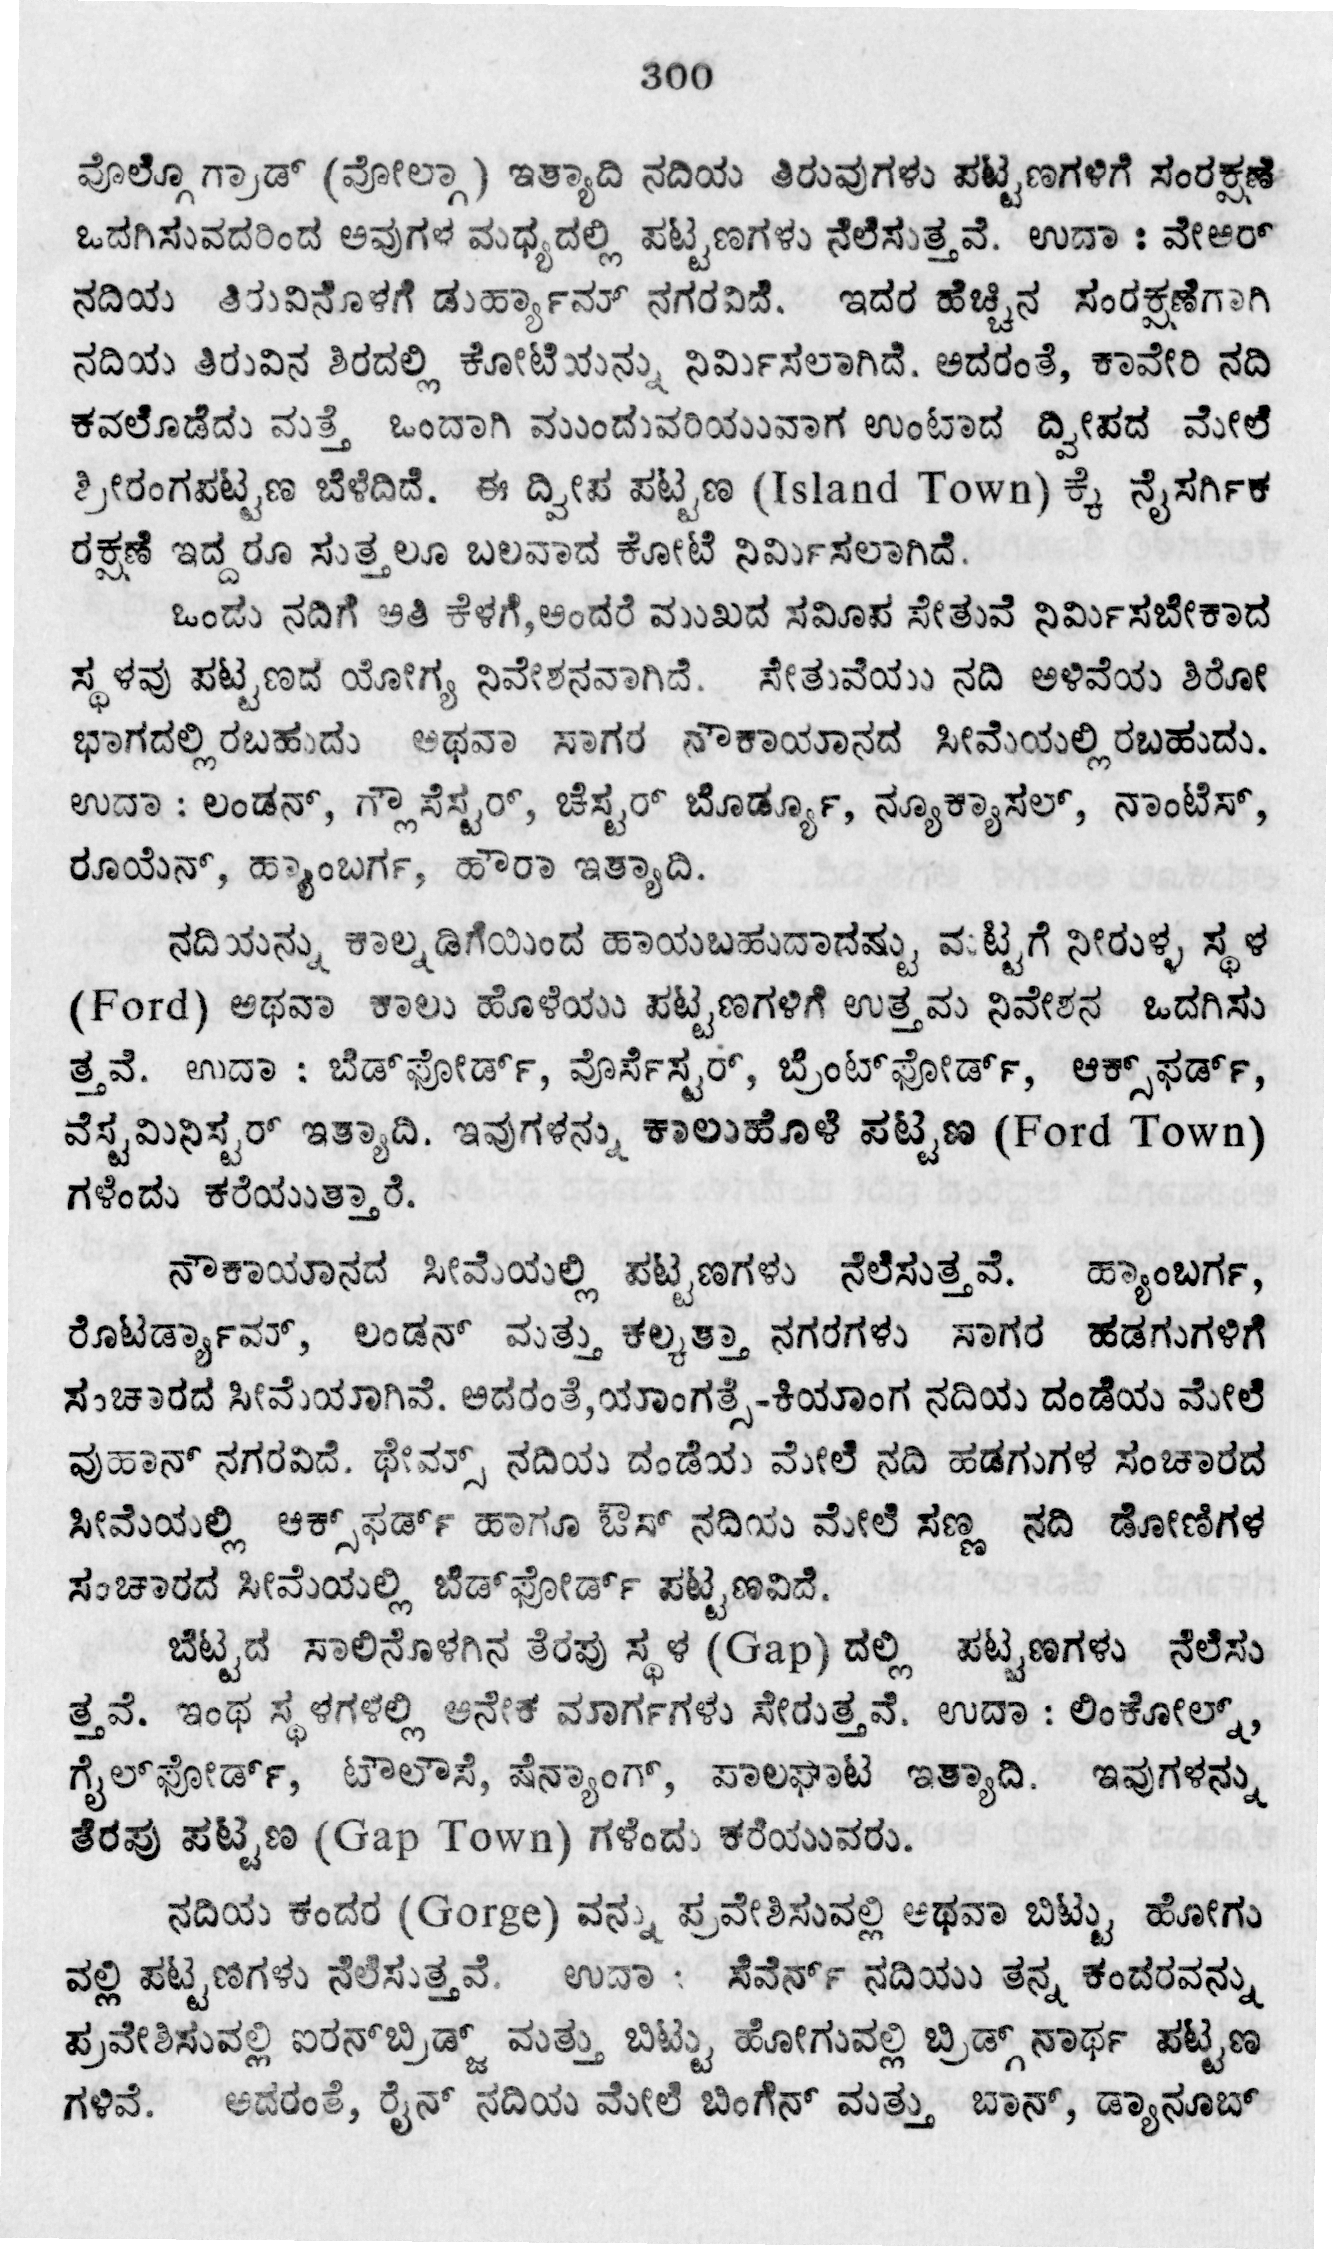 300
ವೊಲ್ಗೊಗ್ರಾಡ್ (ವೋಲ್ಗಾ) ಇತ್ಯಾದಿ ನದಿಯ ತಿರುವುಗಳು ಪಟ್ಟಣಗಳಿಗೆ ಸಂರಕ್ಷಣೆ
ಒದಗಿಸುವದರಿಂದ ಅವುಗಳ ಮಧ್ಯದಲ್ಲಿ ಪಟ್ಟಣಗಳು ನೆಲೆಸುತ್ತವೆ. ಉದಾ : ವೇಅರ್
ನದಿಯ ತಿರುವಿನೊಳಗೆ ಡುರ್ಹ್ಯಾಮ್ ನಗರವಿದೆ. ಇದರ ಹೆಚ್ಚಿನ ಸಂರಕ್ಷಣೆಗಾಗಿ
ನದಿಯ ತಿರುವಿನ ಶಿರದಲ್ಲಿ ಕೋಟೆಯನ್ನು ನಿರ್ಮಿಸಲಾಗಿದೆ. ಅದರಂತೆ, ಕಾವೇರಿ ನದಿ
ಕವಲೊಡೆದು ಮತ್ತೆ ಒಂದಾಗಿ ಮುಂದುವರಿಯುವಾಗ ಉಂಟಾದ ದ್ವೀಪದ ಮೇಲೆ
ಶ್ರೀರಂಗಪಟ್ಟಣ ಬೆಳೆದಿದೆ. ಈ ದ್ವೀಪ ಪಟ್ಟಣ (Island Town) ಕ್ಕೆ ನೈಸರ್ಗಿಕ
ರಕ್ಷಣೆ ಇದ್ದರೂ ಸುತ್ತಲೂ ಬಲವಾದ ಕೋಟೆ ನಿರ್ಮಿಸಲಾಗಿದೆ.
ಒಂದು ನದಿಗೆ ಅತಿ ಕೆಳಗೆ,ಅಂದರೆ ಮುಖದ ಸಮೀಪ ಸೇತುವೆ ನಿರ್ಮಿಸಬೇಕಾದ
ಸ್ಥಳವು ಪಟ್ಟಣದ ಯೋಗ್ಯ ನಿವೇಶನವಾಗಿದೆ. ಸೇತುವೆಯು ನದಿ ಅಳಿವೆಯ ಶಿರೋ
ಭಾಗದಲ್ಲಿರಬಹುದು ಅಥವಾ ಸಾಗರ ನೌಕಾಯಾನದ ಸೀಮೆಯಲ್ಲಿರಬಹುದು.
ಉದಾ : ಲಂಡನ್, ಗ್ಲೌಸೆಸ್ಟರ್, ಚೆಸ್ಟರ್ ಬೊರ್ಡ್ಯೂ, ನ್ಯೂಕ್ಯಾಸಲ್, ನಾಂಟೆಸ್,
ರೂಯೆನ್, ಹ್ಯಾಂಬರ್ಗ, ಹೌರಾ ಇತ್ಯಾದಿ.
ನದಿಯನ್ನು ಕಾಲ್ನಡಿಗೆಯಿಂದ ಹಾಯಬಹುದಾದಷ್ಟು ಮಟ್ಟಗೆ ನೀರುಳ್ಳ ಸ್ಥಳ
(Ford) ಅಥವಾ ಕಾಲು ಹೊಳೆಯು ಪಟ್ಟಣಗಳಿಗೆ ಉತ್ತಮ ನಿವೇಶನ ಒದಗಿಸು
ತ್ತವೆ. ಉದಾ : ಬೆಡ್‌ಫೋರ್ಡ್, ವೊರ್ಸೆಸ್ಟರ್, ಬ್ರೆಂಟ್‌ಫೋರ್ಡ್, ಆಕ್ಸ್‌ಫರ್ಡ್,
ವೆಸ್ಟಮಿನಿಸ್ಟರ್ ಇತ್ಯಾದಿ. ಇವುಗಳನ್ನು ಕಾಲುಹೊಳೆ ಪಟ್ಟಣ (Ford Town)
ಗಳೆಂದು ಕರೆಯುತ್ತಾರೆ.
ನೌಕಾಯಾನದ ಸೀಮೆಯಲ್ಲಿ ಪಟ್ಟಣಗಳು ನೆಲೆಸುತ್ತವೆ. ಹ್ಯಾಂಬರ್ಗ,
ರೊಟರ್ಡ್ಯಾಮ್, ಲಂಡನ್ ಮತ್ತು ಕಲ್ಕತ್ತಾ ನಗರಗಳು ಸಾಗರ ಹಡಗುಗಳಿಗೆ
ಸಂಚಾರದ ಸೀಮೆಯಾಗಿವೆ. ಅದರಂತೆ,ಯಾಂಗತ್ಸೆ-ಕಿಯಾಂಗ ನದಿಯ ದಂಡೆಯ ಮೇಲೆ
ವುಹಾನ್ ನಗರವಿದೆ. ಥೇಮ್ಸ್ ನದಿಯ ದಂಡೆಯ ಮೇಲೆ ನದಿ ಹಡಗುಗಳ ಸಂಚಾರದ
ಸೀಮೆಯಲ್ಲಿ ಆಕ್ಸ್‌ಫರ್ಡ್ ಹಾಗೂ ಔಸ್ ನದಿಯ ಮೇಲೆ ಸಣ್ಣ ನದಿ ಡೋಣಿಗಳ
ಸಂಚಾರದ ಸೀಮೆಯಲ್ಲಿ ಬೆಡ್‌ಫೋರ್ಡ್ ಪಟ್ಟಣವಿದೆ.
ಬೆಟ್ಟದ ಸಾಲಿನೊಳಗಿನ ತೆರಪು ಸ್ಥಳ (Gap) ದಲ್ಲಿ ಪಟ್ಟಣಗಳು ನೆಲೆಸು
ತ್ತವೆ. ಇಂಥ ಸ್ಥಳಗಳಲ್ಲಿ ಅನೇಕ ಮಾರ್ಗಗಳು ಸೇರುತ್ತವೆ. ಉದಾ : ಲಿಂಕೋಲ್ನ್,
ಗೈಲ್‌ಫೋರ್ಡ್, ಟೌಲೌಸೆ, ಷೆನ್ಯಾಂಗ್, ಪಾಲಘಾಟ ಇತ್ಯಾದಿ. ಇವುಗಳನ್ನು
ತೆರಪು ಪಟ್ಟಣ (Gap Town) ಗಳೆಂದು ಕರೆಯುವರು.
ನದಿಯ ಕಂದರ (Gorge) ವನ್ನು ಪ್ರವೇಶಿಸುವಲ್ಲಿ ಅಥವಾ ಬಿಟ್ಟು ಹೋಗು
ವಲ್ಲಿ ಪಟ್ಟಣಗಳು ನೆಲೆಸುತ್ತವೆ. ಉದಾ : ಸೆವೆರ್ನ್ ನದಿಯು ತನ್ನ ಕಂದರವನ್ನು
ಪ್ರವೇಶಿಸುವಲ್ಲಿ ಐರನ್‌ಬ್ರಿಡ್ಜ್ ಮತ್ತು ಬಿಟ್ಟು ಹೋಗುವಲ್ಲಿ ಬ್ರಿಡ್ಗ್‌ನಾರ್ಥ ಪಟ್ಟಣ
ಗಳಿವೆ. ಅದರಂತೆ, ರೈನ್ ನದಿಯ ಮೇಲೆ ಬಿಂಗೆನ್ ಮತ್ತು ಬಾನ್, ಡ್ಯಾನೂಬ್